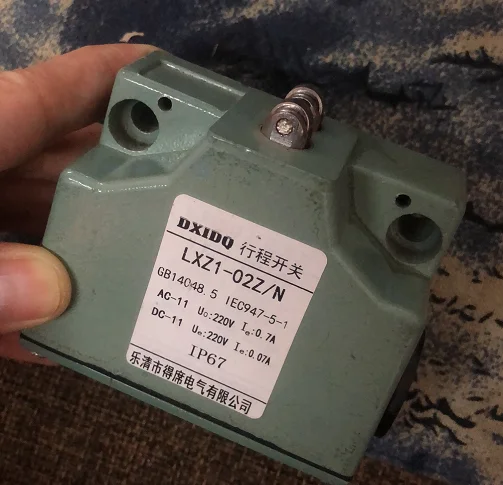 DXIDO 行程开关
LXZ1-02Z/N
GB14048.5 IEC947-5-1
AC-11 Ue:220V Ie:0.7A
DC-11 Ue:220V Ie:0.07A
IP67
乐清市得席电气有限公司